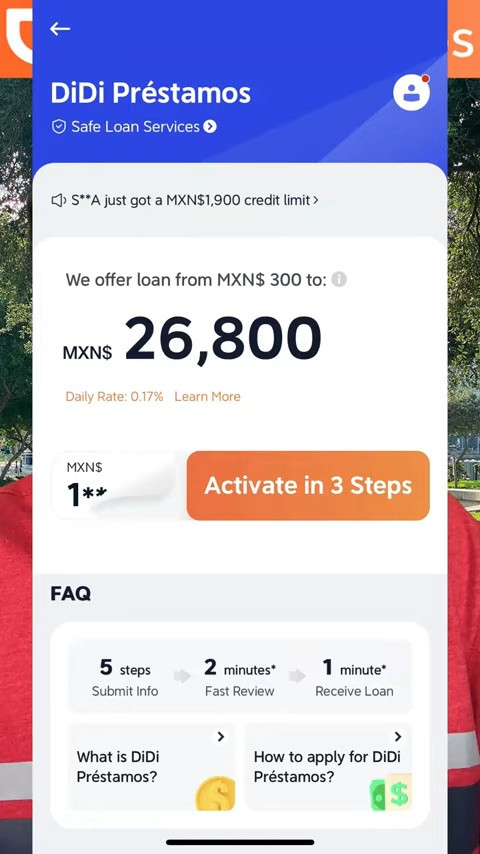 S
DiDi Préstamos
Safe Loan Services
S**A just got a MXN$1,900 credit limit
We offer loan from MXN$ 300 to:
MXN$ 26,800
Daily Rate: 0.17% Learn More
MXN$
1**
Activate in 3 Steps
FAQ
5 steps
Submit Info
2 minutes*
Fast Review
1 minute*
Receive Loan
What is DiDi
Préstamos?
How to apply for DiDi
Préstamos?